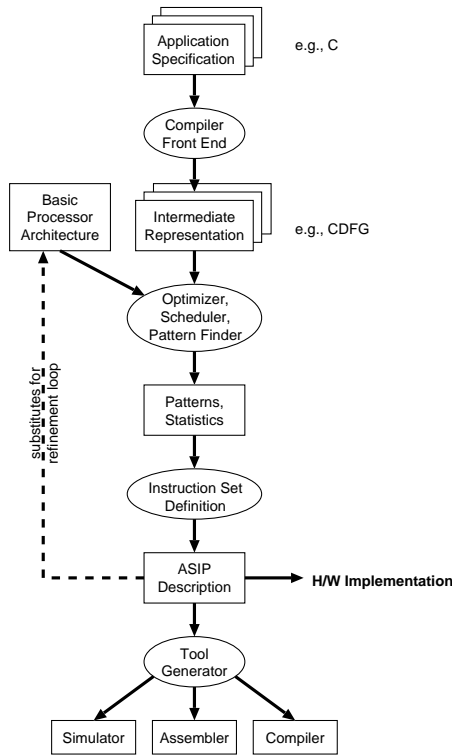 Application
Specification
e.g., C
Compiler
Front End
Basic
Processor
Architecture
Intermediate
Representation
e.g., CDFG
Optimizer,
Scheduler,
Pattern Finder
substitutes for
refinement loop
Patterns,
Statistics
Instruction Set
Definition
ASIP
Description
H/W Implementation
Tool
Generator
Simulator
Assembler
Compiler